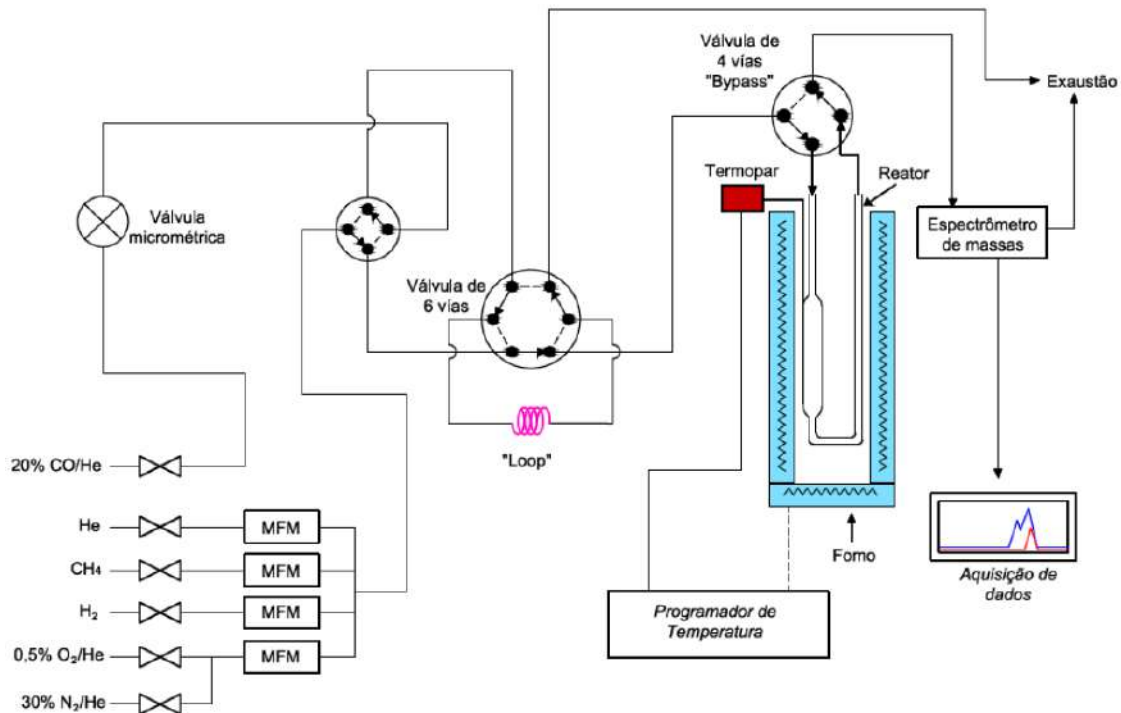 Válvula de
4 vías
"Bypass"
Exaustão
Termopar
Reator
Válvula
micrométrica
Espectrômetro
de massas
Válvula de
6 vías
"Loop"
20% CO/He
He
MFM
CH4
MFM
H2
MFM
0,5% O2/He
MFM
30% N2/He
Forno
Aquisição de
dados
Programador de
Temperatura